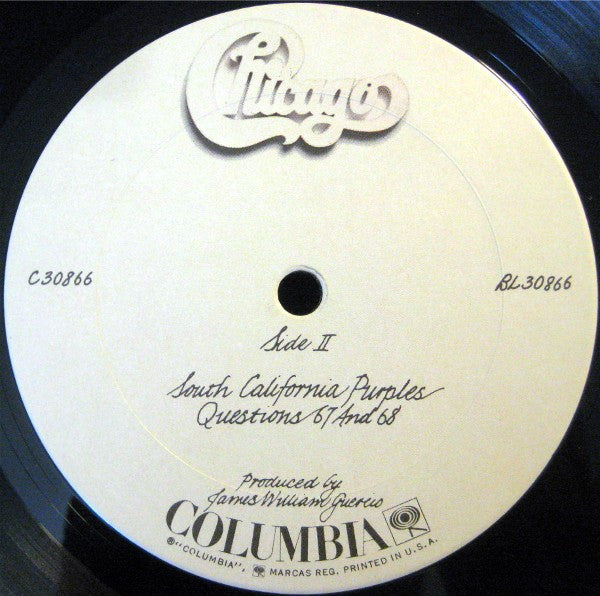 Chicago
C30866
BL30866
Side II
South California Purples
Questions 67 And 68
Produced by
James William Guercio
COLUMBIA
® "COLUMBIA", MARCAS REG. PRINTED IN U.S.A.